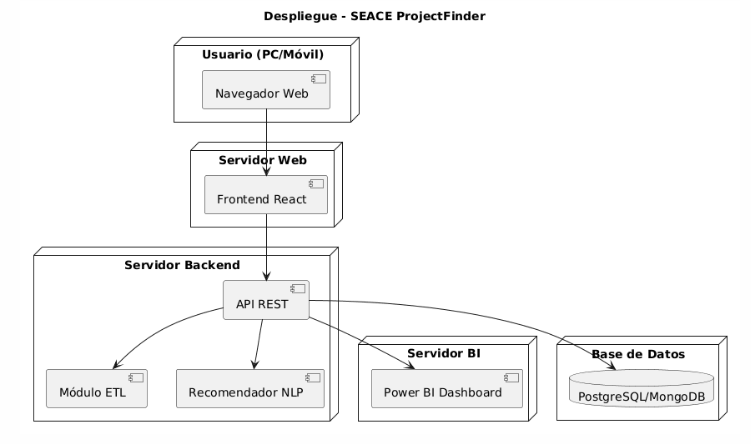 Despliegue - SEACE ProjectFinder
Usuario (PC/Móvil)
Navegador Web
Servidor Web
Frontend React
Servidor Backend
API REST
Módulo ETL
Recomendador NLP
Servidor BI
Power BI Dashboard
Base de Datos
PostgreSQL/MongoDB